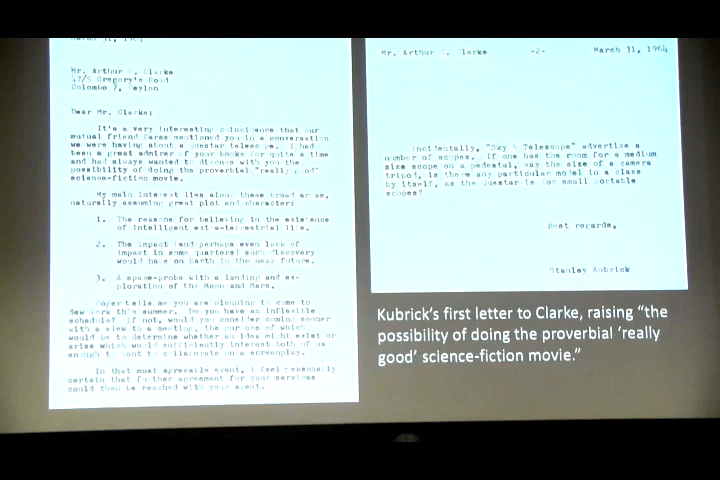 March 31, 1964
Mr. Arthur C. Clarke
47/5 Gregory's Road
Colombo 7, Ceylon
Dear Mr. Clarke:
It's a very interesting coincidence that our
mutual friend Caras mentioned you in a conversation
we were having about a Questar telescope. I had
been a great admirer of your books for quite a time
and had always wanted to discuss with you the
possibility of doing the proverbial "really good"
science-fiction movie.
My main interest lies along these broad areas,
naturally assuming great plot and character:
1. The reasons for believing in the existence
of intelligent extra-terrestrial life.
2. The impact (and perhaps even lack of
impact in some quarters) such discovery
would have on Earth in the near future.
3. A space-probe with a landing and ex-
ploration of the Moon and Mars.
Roger tells me you are planning to come to
New York this summer. Do you have an inflexible
schedule? If not, would you consider coming sooner
with a view to a meeting, the purpose of which
would be to determine whether an idea might exist or
arise which would sufficiently interest both of us
enough to want to collaborate on a screenplay.
In that most agreeable event, I feel reasonably
certain that further agreement for your services
could then be reached with your agent.
Mr. Arthur C. Clarke -2- March 31, 1964
Incidentally, "Sky & Telescope" advertise a
number of scopes. If one has the room for a medium
size scope on a pedestal, say the size of a camera
tripod, is there any particular model in a class
by itself, as the Questar is for small portable
scopes?
Best regards,
Stanley Kubrick
Kubrick's first letter to Clarke, raising "the
possibility of doing the proverbial 'really
good' science-fiction movie."